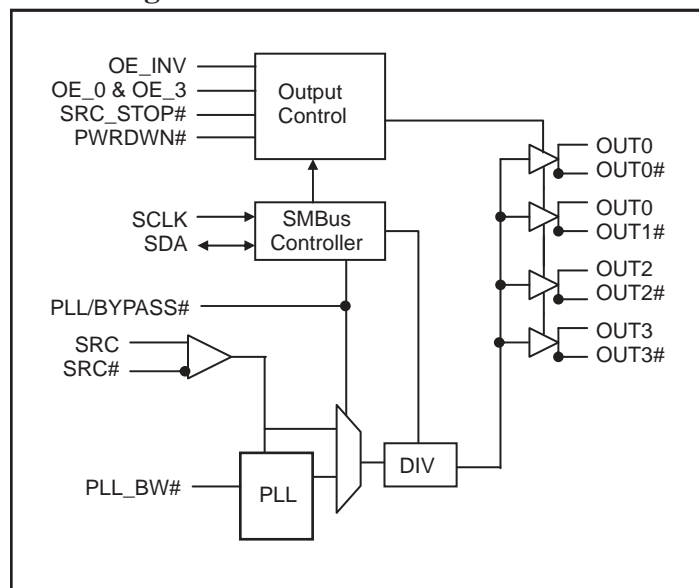 OE_INV
OE_0 & OE_3
SRC_STOP#
PWRDWN#
Output
Control
OUT0
OUT0#
OUT0
OUT1#
OUT2
OUT2#
OUT3
OUT3#
SCLK
SDA
SMBus
Controller
PLL/BYPASS#
SRC
SRC#
PLL_BW#
PLL
DIV